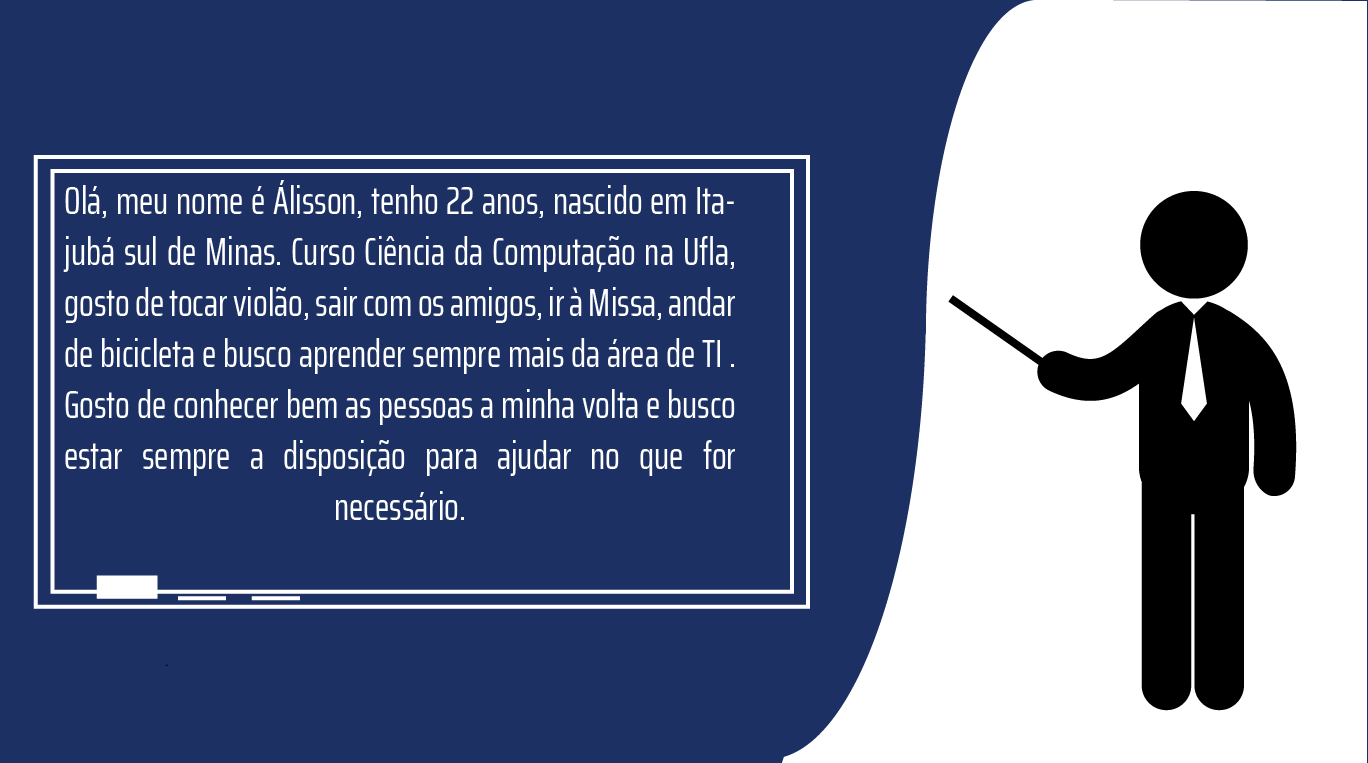 Olá, meu nome é Álisson, tenho 22 anos, nascido em Ita-
jubá sul de Minas. Curso Ciência da Computação na Ufla,
gosto de tocar violão, sair com os amigos, ir à Missa, andar
de bicicleta e busco aprender sempre mais da área de TI .
Gosto de conhecer bem as pessoas a minha volta e busco
estar sempre a disposição para ajudar no que for
necessário.